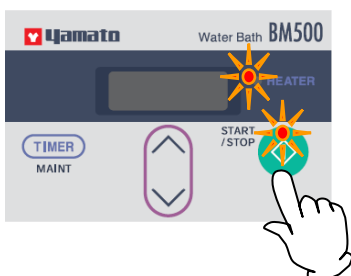 yamato
Water Bath BM500
HEATER
START
/STOP
TIMER
MAINT